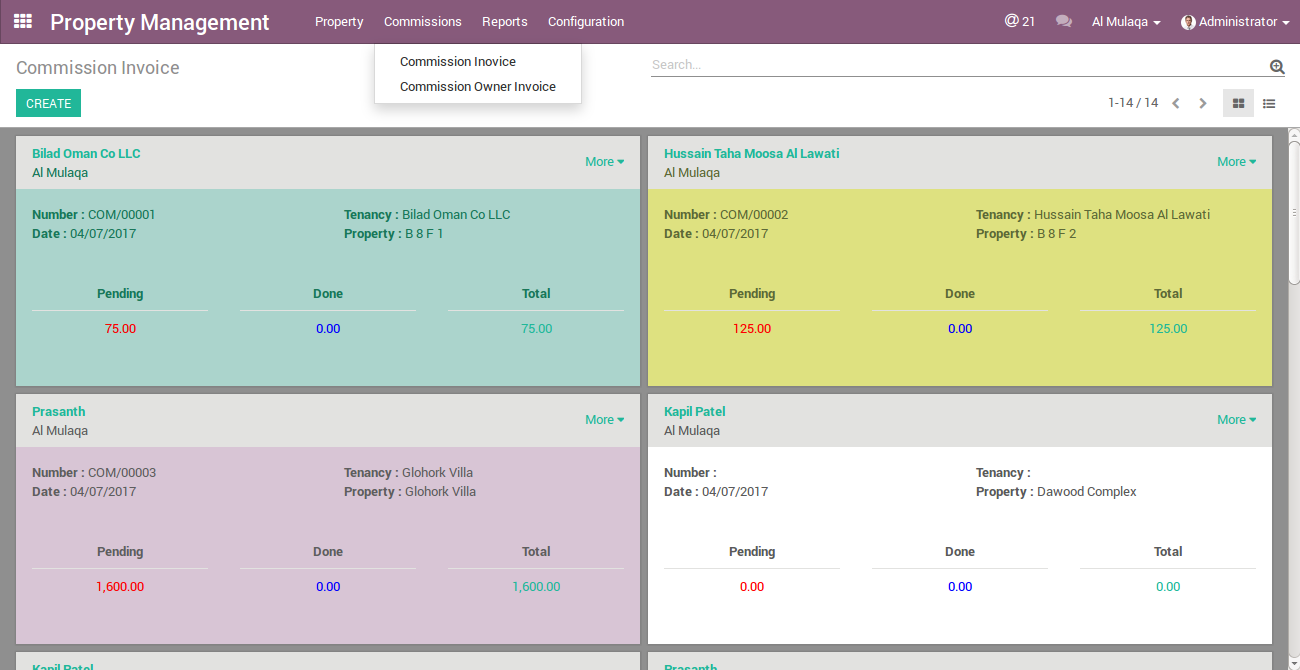 Property Management
Property Commissions Reports Configuration
@ 21 Al Mulaqa Administrator
Commission Invoice
Commission Inovice
Commission Owner Invoice
Search...
CREATE
1-14 / 14
Bilad Oman Co LLC
Al Mulaqa
More
Number : COM/00001
Tenancy : Bilad Oman Co LLC
Date : 04/07/2017
Property : B 8 F 1
Pending Done Total
75.00 0.00 75.00
Hussain Taha Moosa Al Lawati
Al Mulaqa
More
Number : COM/00002
Tenancy : Hussain Taha Moosa Al Lawati
Date : 04/07/2017
Property : B 8 F 2
Pending Done Total
125.00 0.00 125.00
Prasanth
Al Mulaqa
More
Number : COM/00003
Tenancy : Glohork Villa
Date : 04/07/2017
Property : Glohork Villa
Pending Done Total
1,600.00 0.00 1,600.00
Kapil Patel
Al Mulaqa
More
Number :
Tenancy :
Date : 04/07/2017
Property : Dawood Complex
Pending Done Total
0.00 0.00 0.00
Kapil Patel
Prasanth